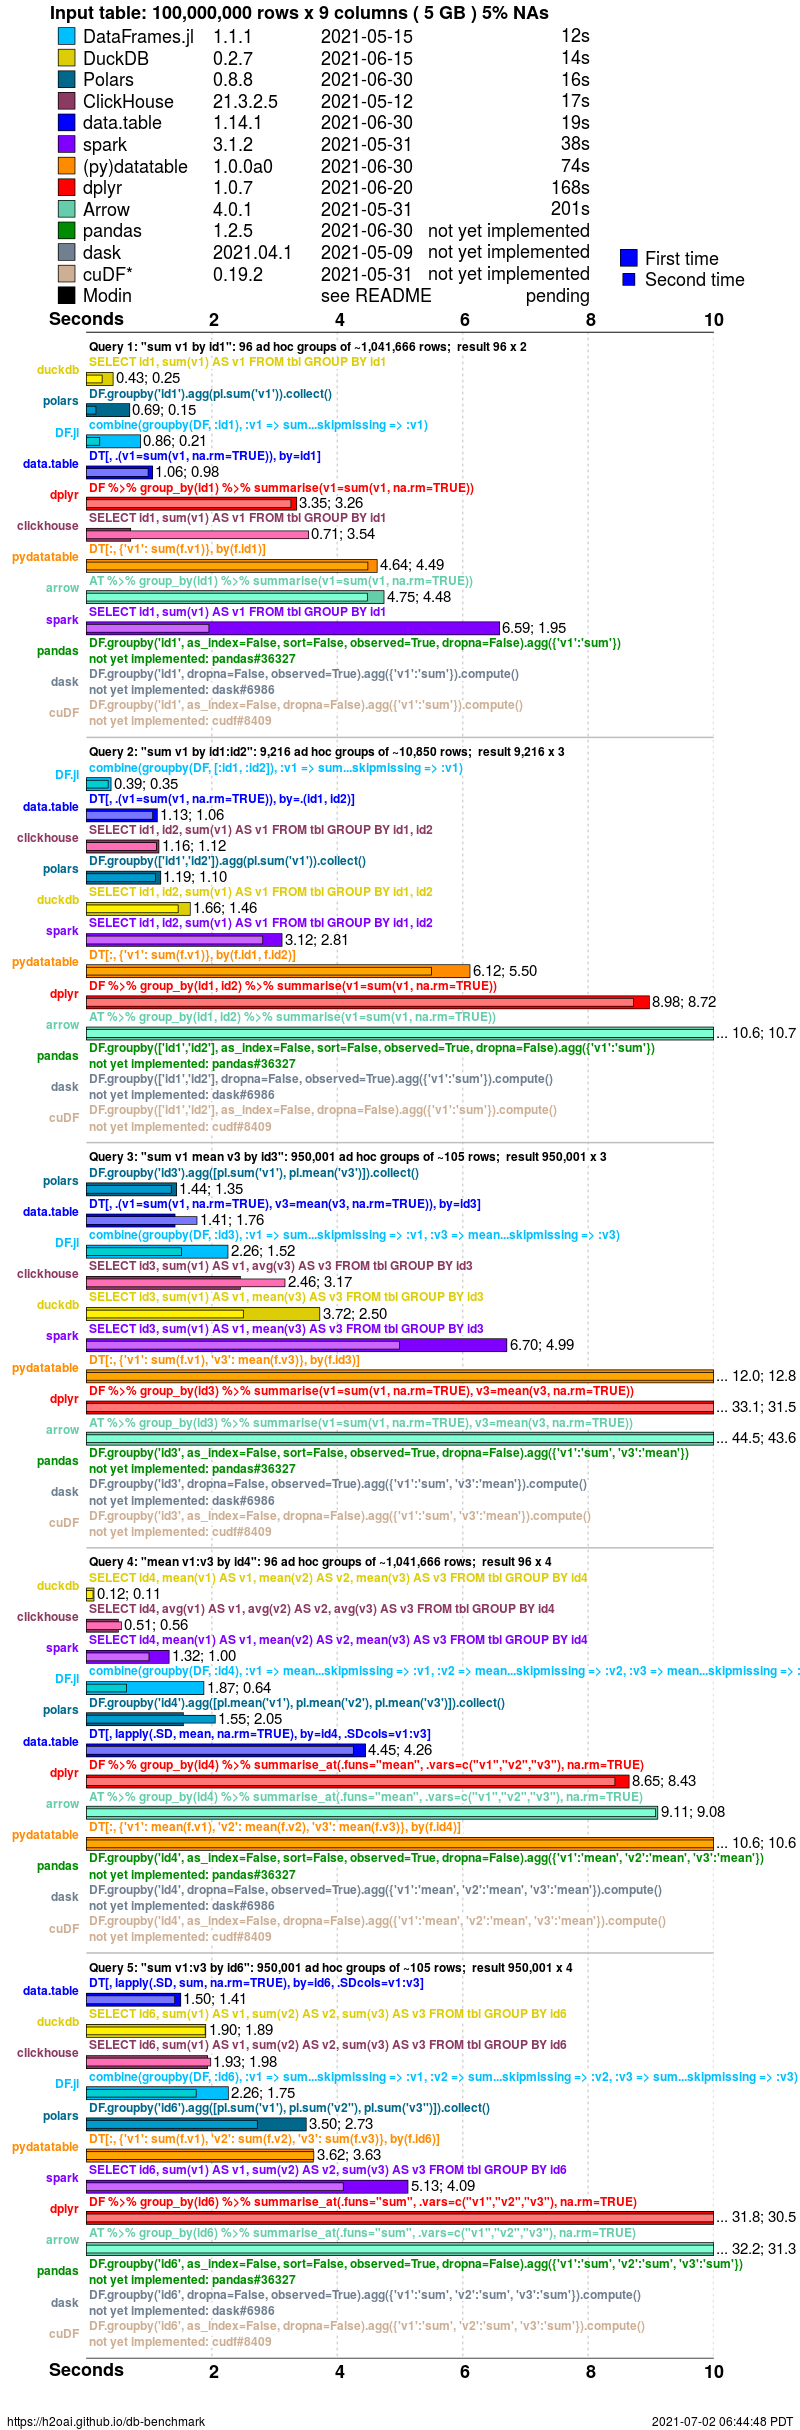 Input table: 100,000,000 rows x 9 columns ( 5 GB ) 5% NAs
DataFrames.jl 1.1.1 2021-05-15 12s
DuckDB 0.2.7 2021-06-15 14s
Polars 0.8.8 2021-06-30 16s
ClickHouse 21.3.2.5 2021-05-12 17s
data.table 1.14.1 2021-06-30 19s
spark 3.1.2 2021-05-31 38s
(py)datatable 1.0.0a0 2021-06-30 74s
dplyr 1.0.7 2021-06-20 168s
Arrow 4.0.1 2021-05-31 201s
pandas 1.2.5 2021-06-30 not yet implemented
dask 2021.04.1 2021-05-09 not yet implemented
cuDF* 0.19.2 2021-05-31 not yet implemented
Modin see README pending
First time
Second time
Seconds 2 4 6 8 10
Query 1: "sum v1 by id1": 96 ad hoc groups of ~1,041,666 rows;  result 96 x 2
SELECT id1, sum(v1) AS v1 FROM tbl GROUP BY id1
duckdb 0.43; 0.25
DF.groupby('id1').agg(pl.sum('v1')).collect()
polars 0.69; 0.15
combine(groupby(DF, :id1), :v1 => sum...skipmissing => :v1)
DF.jl 0.86; 0.21
DT[, .(v1=sum(v1, na.rm=TRUE)), by=id1]
data.table 1.06; 0.98
DF %>% group_by(id1) %>% summarise(v1=sum(v1, na.rm=TRUE))
dplyr 3.35; 3.26
SELECT id1, sum(v1) AS v1 FROM tbl GROUP BY id1
clickhouse 0.71; 3.54
DT[:, {'v1': sum(f.v1)}, by(f.id1)]
pydatatable 4.64; 4.49
AT %>% group_by(id1) %>% summarise(v1=sum(v1, na.rm=TRUE))
arrow 4.75; 4.48
SELECT id1, sum(v1) AS v1 FROM tbl GROUP BY id1
spark 6.59; 1.95
DF.groupby('id1', as_index=False, sort=False, observed=True, dropna=False).agg({'v1':'sum'})
pandas not yet implemented: pandas#36327
DF.groupby('id1', dropna=False, observed=True).agg({'v1':'sum'}).compute()
dask not yet implemented: dask#6986
DF.groupby('id1', as_index=False, dropna=False).agg({'v1':'sum'}).compute()
cuDF not yet implemented: cudf#8409
Query 2: "sum v1 by id1:id2": 9,216 ad hoc groups of ~10,850 rows;  result 9,216 x 3
combine(groupby(DF, [:id1, :id2]), :v1 => sum...skipmissing => :v1)
DF.jl 0.39; 0.35
DT[, .(v1=sum(v1, na.rm=TRUE)), by=.(id1, id2)]
data.table 1.13; 1.06
SELECT id1, id2, sum(v1) AS v1 FROM tbl GROUP BY id1, id2
clickhouse 1.16; 1.12
DF.groupby(['id1','id2']).agg(pl.sum('v1')).collect()
polars 1.19; 1.10
SELECT id1, id2, sum(v1) AS v1 FROM tbl GROUP BY id1, id2
duckdb 1.66; 1.46
SELECT id1, id2, sum(v1) AS v1 FROM tbl GROUP BY id1, id2
spark 3.12; 2.81
DT[:, {'v1': sum(f.v1)}, by(f.id1, f.id2)]
pydatatable 6.12; 5.50
DF %>% group_by(id1, id2) %>% summarise(v1=sum(v1, na.rm=TRUE))
dplyr 8.98; 8.72
AT %>% group_by(id1, id2) %>% summarise(v1=sum(v1, na.rm=TRUE))
arrow ... 10.6; 10.7
DF.groupby(['id1','id2'], as_index=False, sort=False, observed=True, dropna=False).agg({'v1':'sum'})
pandas not yet implemented: pandas#36327
DF.groupby(['id1','id2'], dropna=False, observed=True).agg({'v1':'sum'}).compute()
dask not yet implemented: dask#6986
DF.groupby(['id1','id2'], as_index=False, dropna=False).agg({'v1':'sum'}).compute()
cuDF not yet implemented: cudf#8409
Query 3: "sum v1 mean v3 by id3": 950,001 ad hoc groups of ~105 rows;  result 950,001 x 3
DF.groupby('id3').agg([pl.sum('v1'), pl.mean('v3')]).collect()
polars 1.44; 1.35
DT[, .(v1=sum(v1, na.rm=TRUE), v3=mean(v3, na.rm=TRUE)), by=id3]
data.table 1.41; 1.76
combine(groupby(DF, :id3), :v1 => sum...skipmissing => :v1, :v3 => mean...skipmissing => :v3)
DF.jl 2.26; 1.52
SELECT id3, sum(v1) AS v1, avg(v3) AS v3 FROM tbl GROUP BY id3
clickhouse 2.46; 3.17
SELECT id3, sum(v1) AS v1, mean(v3) AS v3 FROM tbl GROUP BY id3
duckdb 3.72; 2.50
SELECT id3, sum(v1) AS v1, mean(v3) AS v3 FROM tbl GROUP BY id3
spark 6.70; 4.99
DT[:, {'v1': sum(f.v1), 'v3': mean(f.v3)}, by(f.id3)]
pydatatable ... 12.0; 12.8
DF %>% group_by(id3) %>% summarise(v1=sum(v1, na.rm=TRUE), v3=mean(v3, na.rm=TRUE))
dplyr ... 33.1; 31.5
AT %>% group_by(id3) %>% summarise(v1=sum(v1, na.rm=TRUE), v3=mean(v3, na.rm=TRUE))
arrow ... 44.5; 43.6
DF.groupby('id3', as_index=False, sort=False, observed=True, dropna=False).agg({'v1':'sum', 'v3':'mean'})
pandas not yet implemented: pandas#36327
DF.groupby('id3', dropna=False, observed=True).agg({'v1':'sum', 'v3':'mean'}).compute()
dask not yet implemented: dask#6986
DF.groupby('id3', as_index=False, dropna=False).agg({'v1':'sum', 'v3':'mean'}).compute()
cuDF not yet implemented: cudf#8409
Query 4: "mean v1:v3 by id4": 96 ad hoc groups of ~1,041,666 rows;  result 96 x 4
SELECT id4, mean(v1) AS v1, mean(v2) AS v2, mean(v3) AS v3 FROM tbl GROUP BY id4
duckdb 0.12; 0.11
SELECT id4, avg(v1) AS v1, avg(v2) AS v2, avg(v3) AS v3 FROM tbl GROUP BY id4
clickhouse 0.51; 0.56
SELECT id4, mean(v1) AS v1, mean(v2) AS v2, mean(v3) AS v3 FROM tbl GROUP BY id4
spark 1.32; 1.00
combine(groupby(DF, :id4), :v1 => mean...skipmissing => :v1, :v2 => mean...skipmissing => :v2, :v3 => mean...skipmissing => :
DF.jl 1.87; 0.64
DF.groupby('id4').agg([pl.mean('v1'), pl.mean('v2'), pl.mean('v3')]).collect()
polars 1.55; 2.05
DT[, lapply(.SD, mean, na.rm=TRUE), by=id4, .SDcols=v1:v3]
data.table 4.45; 4.26
DF %>% group_by(id4) %>% summarise_at(.funs="mean", .vars=c("v1","v2","v3"), na.rm=TRUE)
dplyr 8.65; 8.43
AT %>% group_by(id4) %>% summarise_at(.funs="mean", .vars=c("v1","v2","v3"), na.rm=TRUE)
arrow 9.11; 9.08
DT[:, {'v1': mean(f.v1), 'v2': mean(f.v2), 'v3': mean(f.v3)}, by(f.id4)]
pydatatable ... 10.6; 10.6
DF.groupby('id4', as_index=False, sort=False, observed=True, dropna=False).agg({'v1':'mean', 'v2':'mean', 'v3':'mean'})
pandas not yet implemented: pandas#36327
DF.groupby('id4', dropna=False, observed=True).agg({'v1':'mean', 'v2':'mean', 'v3':'mean'}).compute()
dask not yet implemented: dask#6986
DF.groupby('id4', as_index=False, dropna=False).agg({'v1':'mean', 'v2':'mean', 'v3':'mean'}).compute()
cuDF not yet implemented: cudf#8409
Query 5: "sum v1:v3 by id6": 950,001 ad hoc groups of ~105 rows;  result 950,001 x 4
DT[, lapply(.SD, sum, na.rm=TRUE), by=id6, .SDcols=v1:v3]
data.table 1.50; 1.41
SELECT id6, sum(v1) AS v1, sum(v2) AS v2, sum(v3) AS v3 FROM tbl GROUP BY id6
duckdb 1.90; 1.89
SELECT id6, sum(v1) AS v1, sum(v2) AS v2, sum(v3) AS v3 FROM tbl GROUP BY id6
clickhouse 1.93; 1.98
combine(groupby(DF, :id6), :v1 => sum...skipmissing => :v1, :v2 => sum...skipmissing => :v2, :v3 => sum...skipmissing => :v3)
DF.jl 2.26; 1.75
DF.groupby('id6').agg([pl.sum('v1'), pl.sum('v2"), pl.sum("v3")]).collect()
polars 3.50; 2.73
DT[:, {'v1': sum(f.v1), 'v2': sum(f.v2), 'v3': sum(f.v3)}, by(f.id6)]
pydatatable 3.62; 3.63
SELECT id6, sum(v1) AS v1, sum(v2) AS v2, sum(v3) AS v3 FROM tbl GROUP BY id6
spark 5.13; 4.09
DF %>% group_by(id6) %>% summarise_at(.funs="sum", .vars=c("v1","v2","v3"), na.rm=TRUE)
dplyr ... 31.8; 30.5
AT %>% group_by(id6) %>% summarise_at(.funs="sum", .vars=c("v1","v2","v3"), na.rm=TRUE)
arrow ... 32.2; 31.3
DF.groupby('id6', as_index=False, sort=False, observed=True, dropna=False).agg({'v1':'sum', 'v2':'sum', 'v3':'sum'})
pandas not yet implemented: pandas#36327
DF.groupby('id6', dropna=False, observed=True).agg({'v1':'sum', 'v2':'sum', 'v3':'sum'}).compute()
dask not yet implemented: dask#6986
DF.groupby('id6', as_index=False, dropna=False).agg({'v1':'sum', 'v2':'sum', 'v3':'sum'}).compute()
cuDF not yet implemented: cudf#8409
Seconds 2 4 6 8 10
https://h2oai.github.io/db-benchmark 2021-07-02 06:44:48 PDT